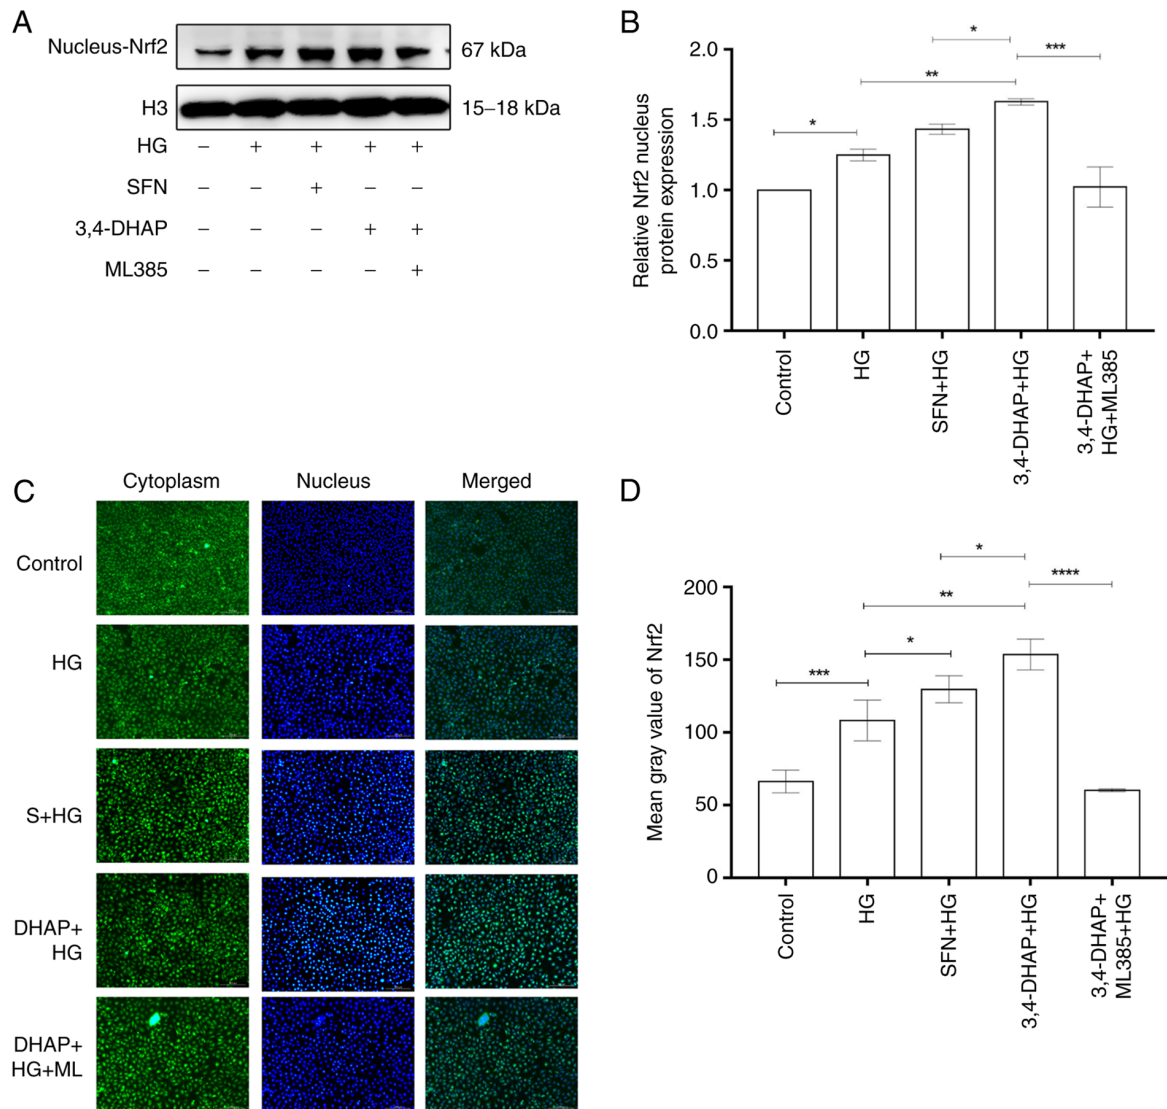 A
Nucleus-Nrf2
67 kDa
H3
15–18 kDa
HG – + + + +
SFN – – + – –
3,4-DHAP – – – + +
ML385 – – – – +
B
Relative Nrf2 nucleus
protein expression
2.0
1.5
1.0
0.5
0.0
*
**
*
***
Control
HG
SFN+HG
3,4-DHAP+HG
3,4-DHAP+
HG+ML385
C
Cytoplasm Nucleus Merged
Control
HG
S+HG
DHAP+
HG
DHAP+
HG+ML
D
Mean gray value of Nrf2
200
150
100
50
0
***
*
**
*
****
Control
HG
SFN+HG
3,4-DHAP+HG
3,4-DHAP+
ML385+HG